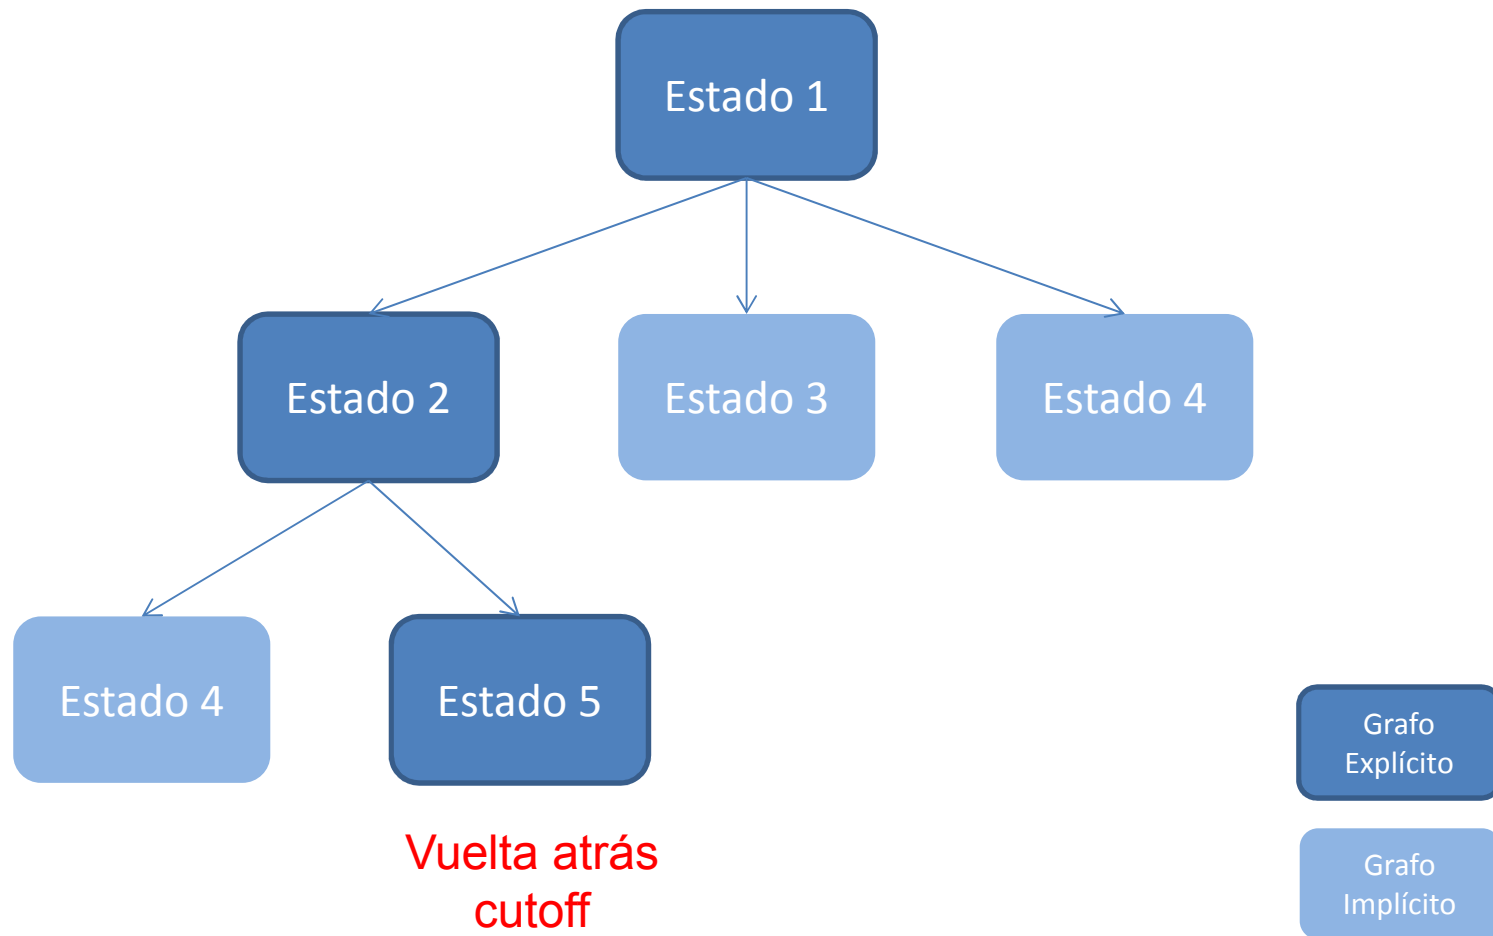 Estado 1
Estado 2
Estado 3
Estado 4
Estado 4
Estado 5
Vuelta atrás
cutoff
Grafo
Explícito
Grafo
Implícito